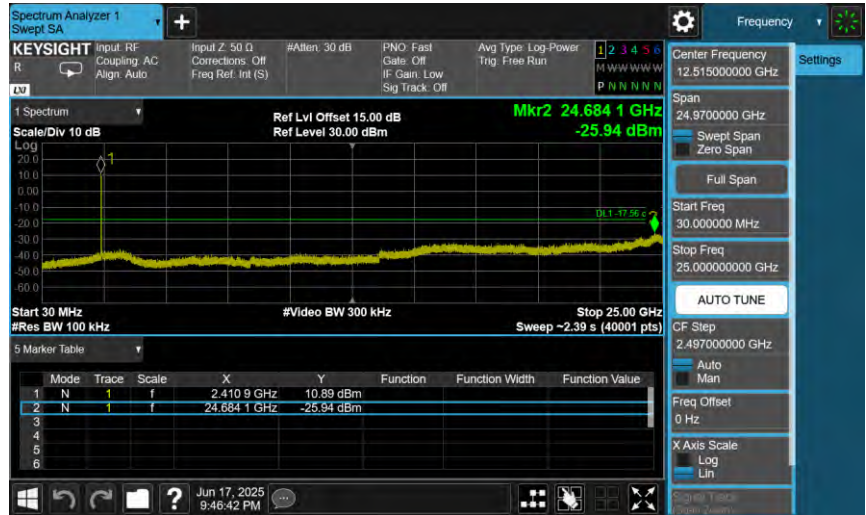 Spectrum Analyzer 1
Swept SA
+
Frequency
KEYSIGHT
R
LXI
Input: RF
Coupling: AC
Align: Auto
Input Z: 50 Ω
Corrections: Off
Freq Ref: Int (S)
#Atten: 30 dB
PNO: Fast
Gate: Off
IF Gain: Low
Sig Track: Off
Avg Type: Log-Power
Trig: Free Run
1 2 3 4 5 6
M W W W W W
P N N N N N
1 Spectrum
Scale/Div 10 dB
Ref Lvl Offset 15.00 dB
Ref Level 30.00 dBm
Mkr2 24.684 1 GHz
-25.94 dBm
Log
20.0
10.0
0.00
-10.0
-20.0
-30.0
-40.0
-50.0
-60.0
1
DL1 -17.56
Start 30 MHz
#Video BW 300 kHz
Stop 25.00 GHz
#Res BW 100 kHz
Sweep ~2.39 s (40001 pts)
5 Marker Table
Mode Trace Scale X Y Function Function Width Function Value
1 N 1 f 2.410 9 GHz 10.89 dBm
2 N 1 f 24.684 1 GHz -25.94 dBm
3
4
5
6
?
Jun 17, 2025
9:46:42 PM
Center Frequency
12.515000000 GHz
Settings
Span
24.9700000 GHz
Swept Span
Zero Span
Full Span
Start Freq
30.000000 MHz
Stop Freq
25.000000000 GHz
AUTO TUNE
CF Step
2.497000000 GHz
Auto
Man
Freq Offset
0 Hz
X Axis Scale
Log
Lin
Signal Track